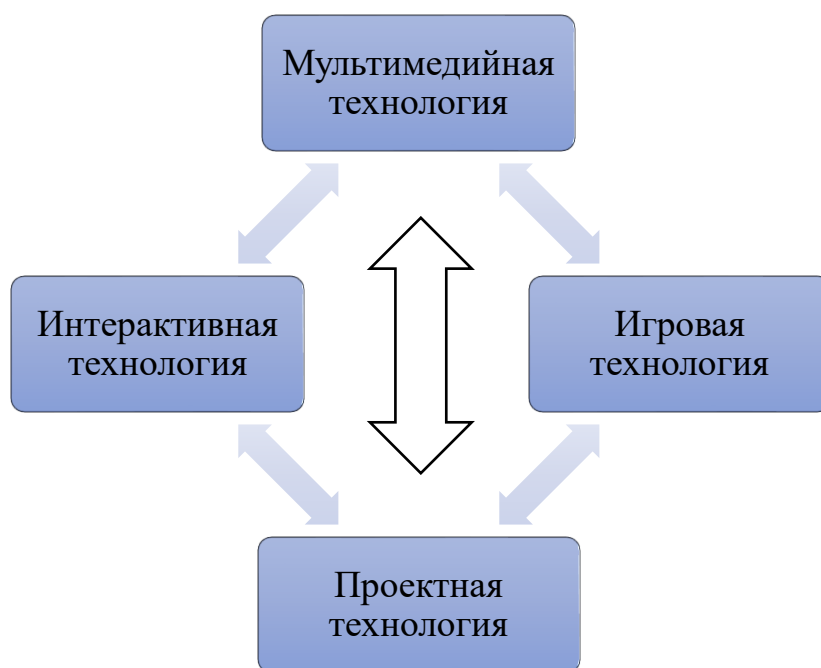 Мультимедийная
технология
Интерактивная
технология
Игровая
технология
Проектная
технология